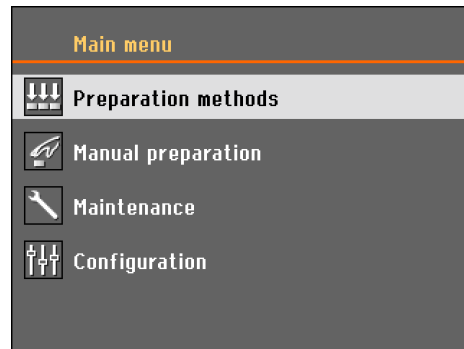 Main menu
Preparation methods
Manual preparation
Maintenance
Configuration